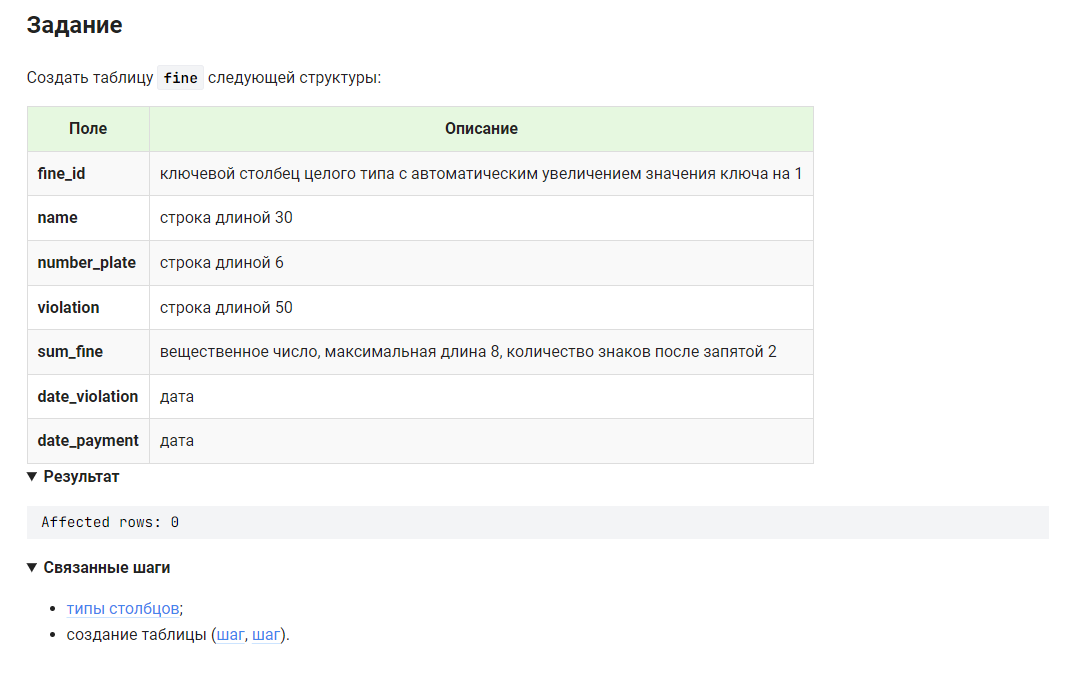 Задание
Создать таблицу fine следующей структуры:
Поле Описание
fine_id ключевой столбец целого типа с автоматическим увеличением значения ключа на 1
name строка длиной 30
number_plate строка длиной 6
violation строка длиной 50
sum_fine вещественное число, максимальная длина 8, количество знаков после запятой 2
date_violation дата
date_payment дата
▼ Результат
Affected rows: 0
▼ Связанные шаги
• типы столбцов;
• создание таблицы (шаг, шаг).